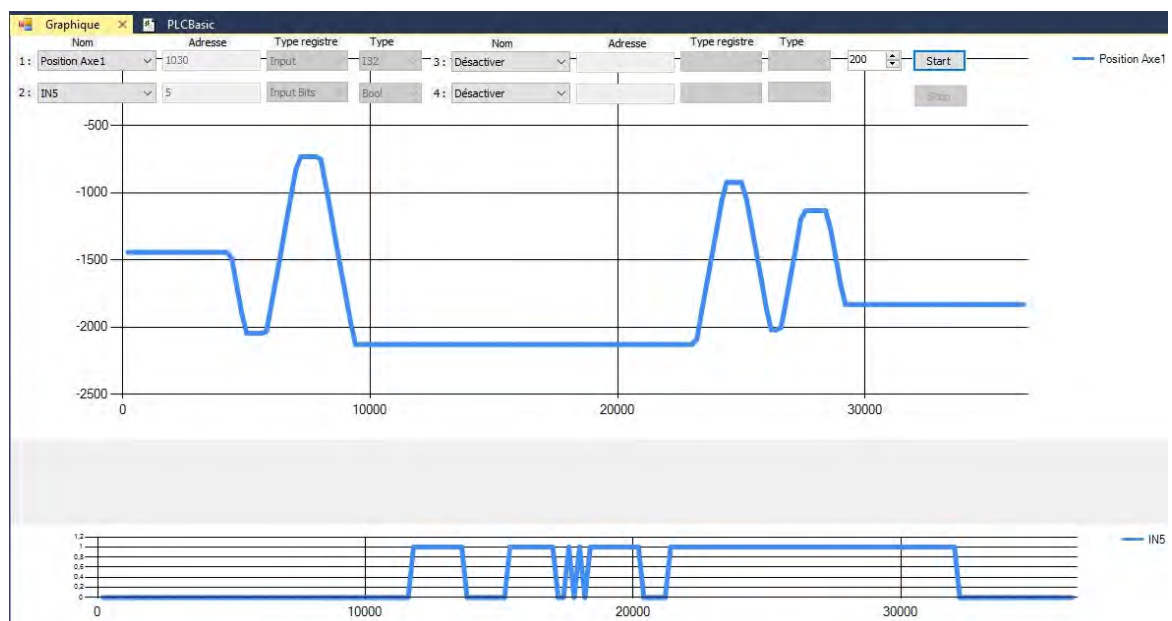 Graphique × PLCBasic
Nom Adresse Type registre Type Nom Adresse Type registre Type
1 : Position Axe1 1030 Input I32 3 : Désactiver 200 Start
2 : IN5 5 Input Bits Bool 4 : Désactiver Stop
Position Axe1
-500
-1000
-1500
-2000
-2500
0 10000 20000 30000
IN5
1,2
1
0,8
0,6
0,4
0,2
0
0 10000 20000 30000